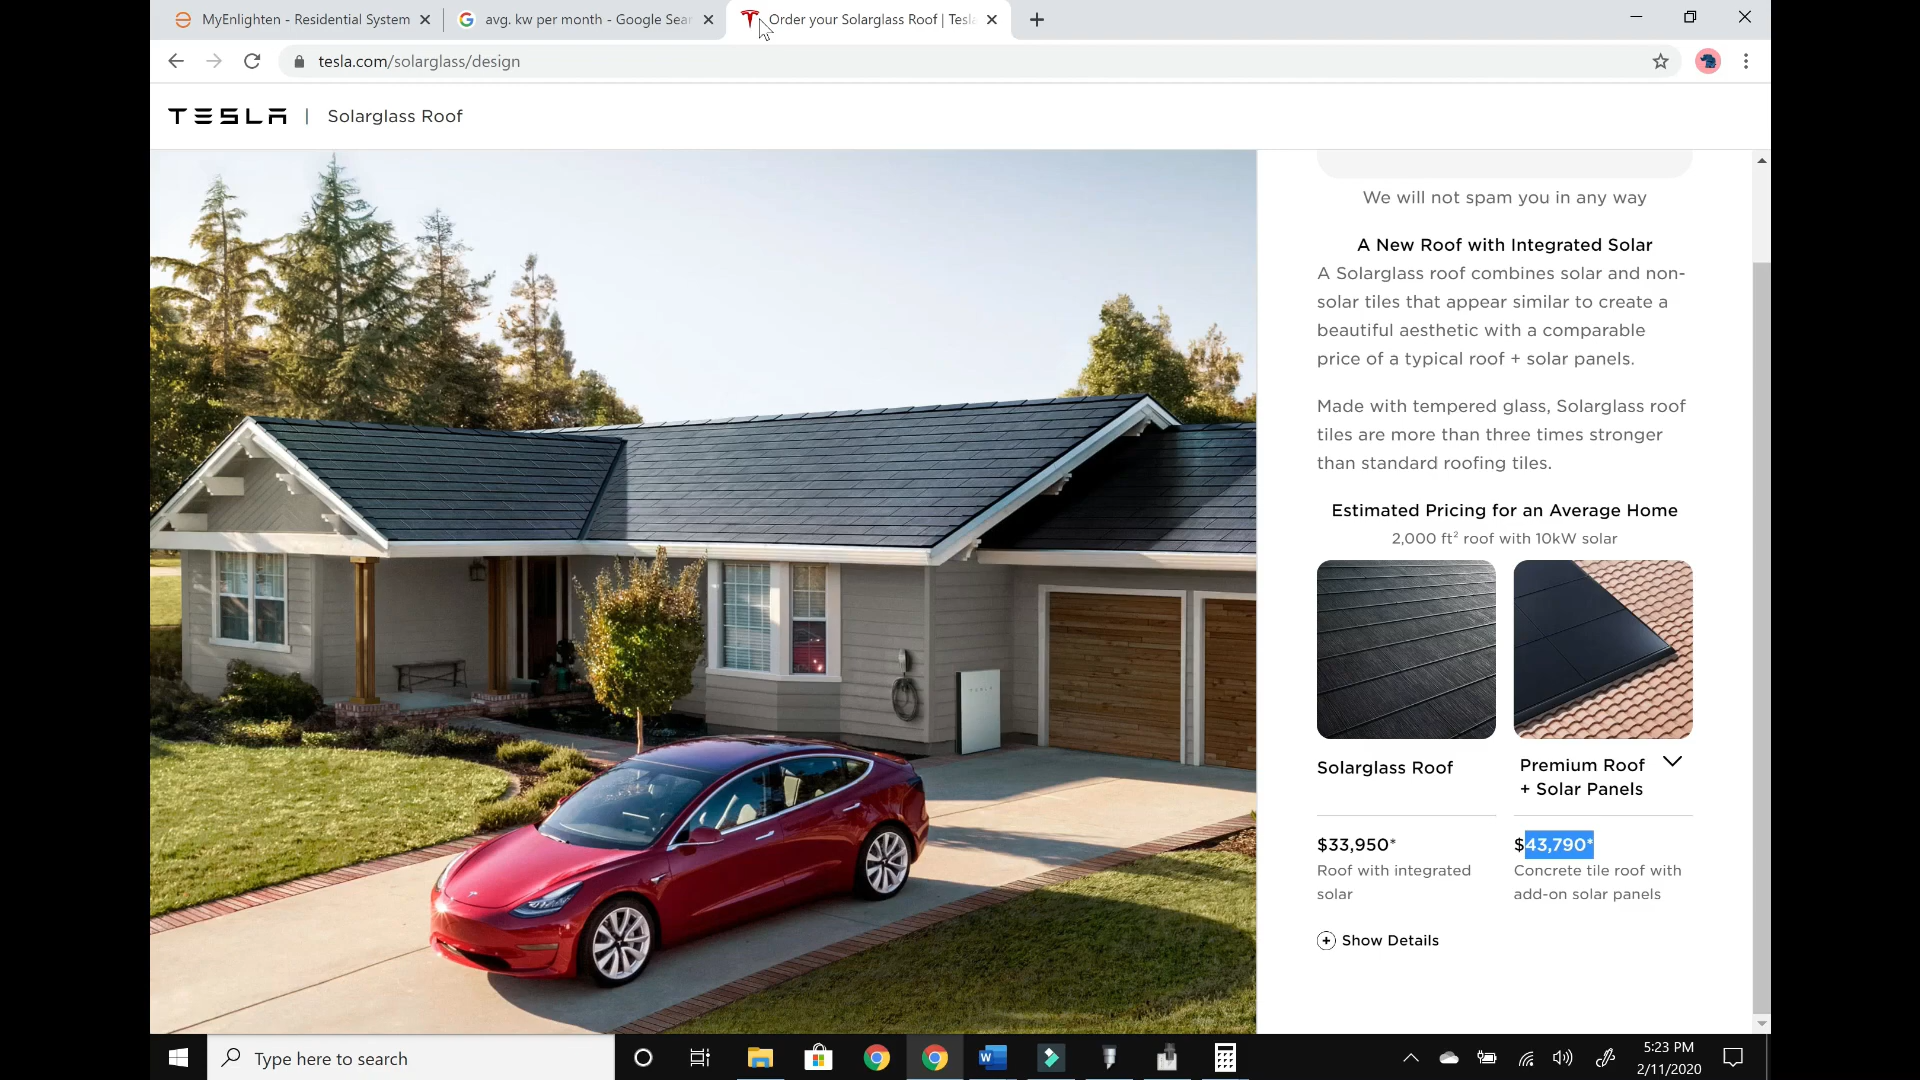 MyEnlighten - Residential System
avg. kw per month - Google Sear
Order your Solarglass Roof | Tesla
tesla.com/solarglass/design
TESLA | Solarglass Roof
We will not spam you in any way
A New Roof with Integrated Solar
A Solarglass roof combines solar and non-
solar tiles that appear similar to create a
beautiful aesthetic with a comparable
price of a typical roof + solar panels.
Made with tempered glass, Solarglass roof
tiles are more than three times stronger
than standard roofing tiles.
Estimated Pricing for an Average Home
2,000 ft² roof with 10kW solar
Solarglass Roof
Premium Roof
+ Solar Panels
$33,950*
Roof with integrated
solar
$43,790*
Concrete tile roof with
add-on solar panels
Show Details
TESLA
Type here to search
5:23 PM
2/11/2020